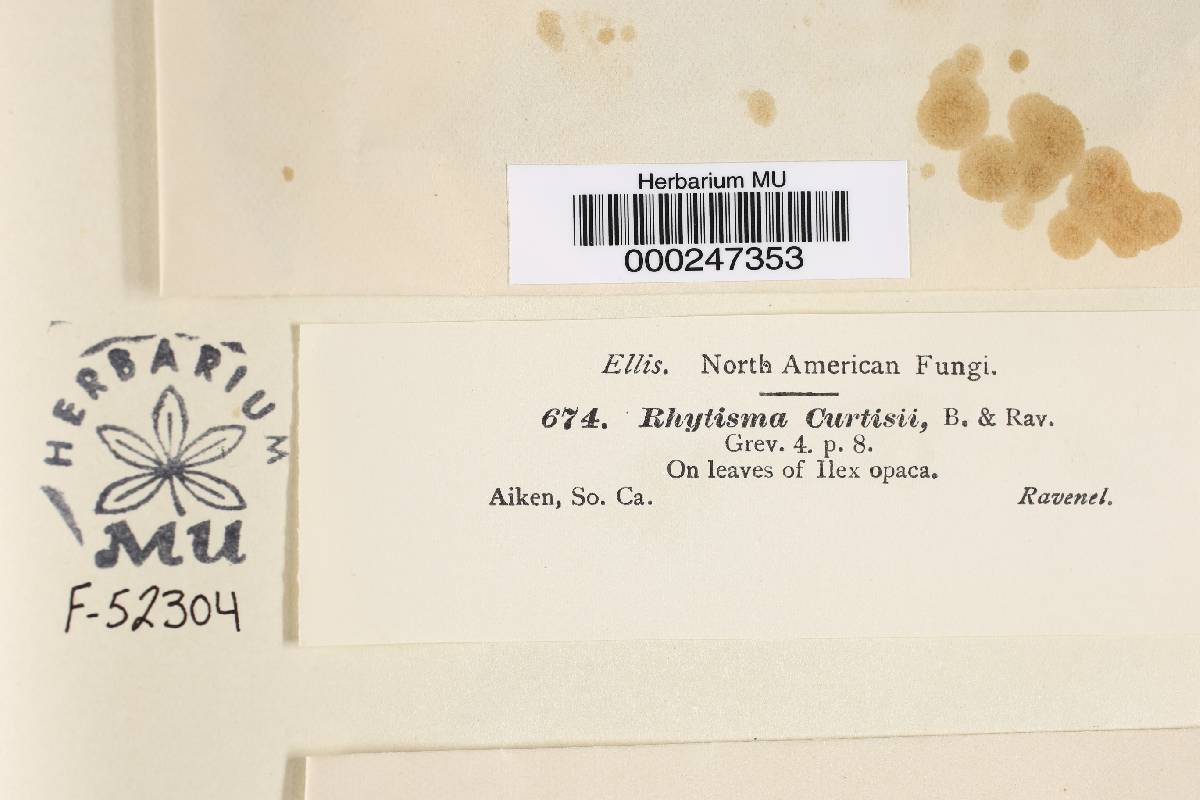 Herbarium MU
000247353
HERBARIUM
MU
F-52304
Ellis. North American Fungi.
674. Rhytisma Curtisii, B. & Rav.
Grev. 4. p. 8.
On leaves of Ilex opaca.
Aiken, So. Ca. Ravenel.